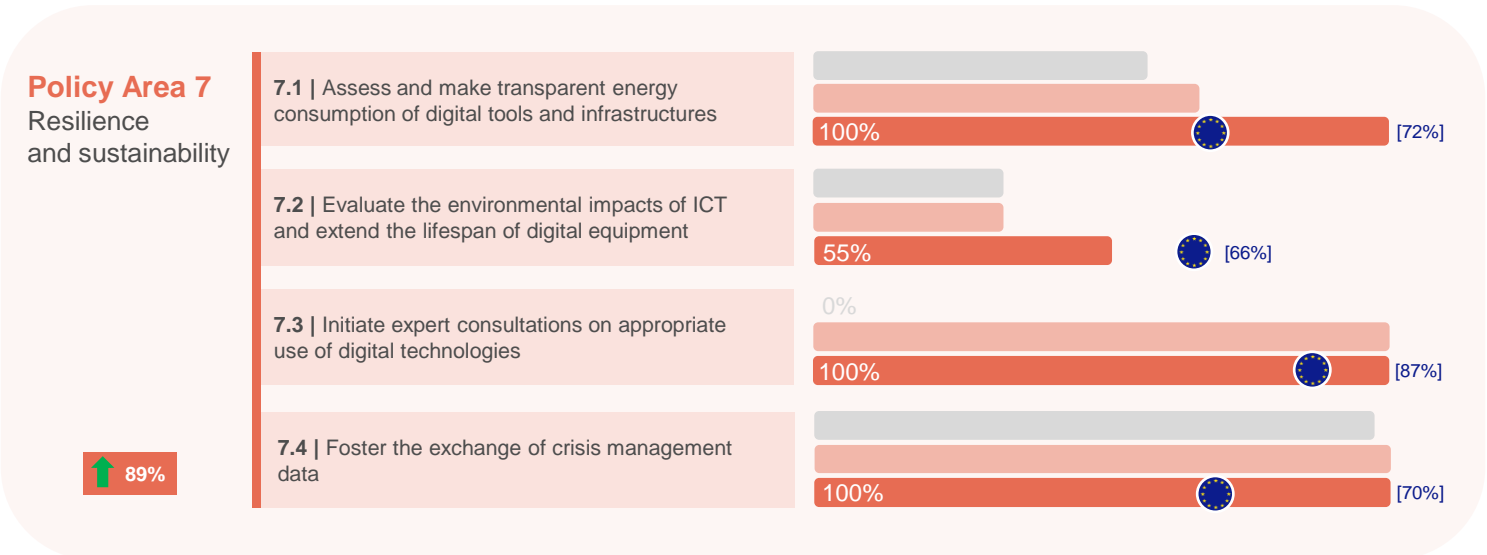 Policy Area 7
Resilience
and sustainability
89%
7.1 | Assess and make transparent energy
consumption of digital tools and infrastructures
100%
[72%]
7.2 | Evaluate the environmental impacts of ICT
and extend the lifespan of digital equipment
55%
[66%]
7.3 | Initiate expert consultations on appropriate
use of digital technologies
0%
100%
[87%]
7.4 | Foster the exchange of crisis management
data
100%
[70%]